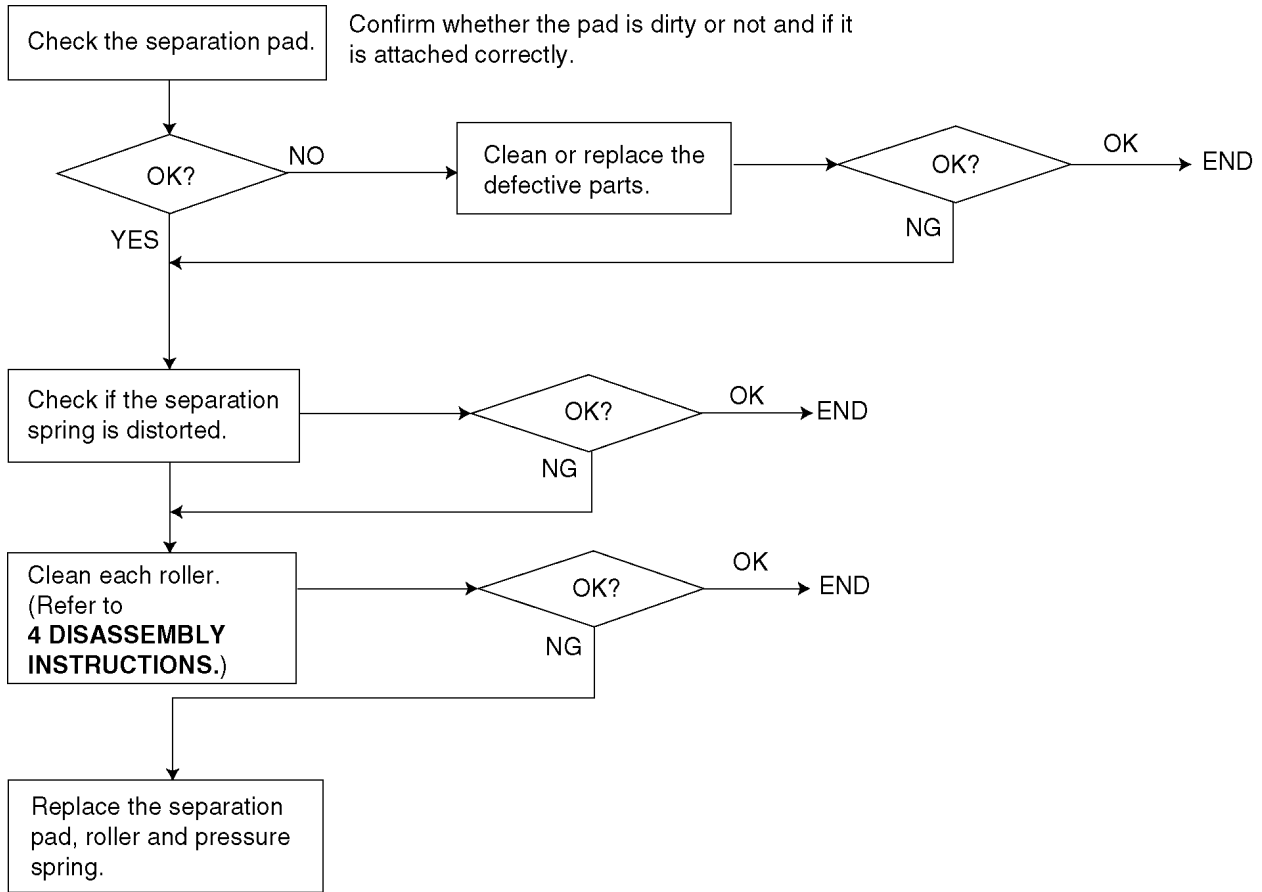 Check the separation pad.
Confirm whether the pad is dirty or not and if it
is attached correctly.
OK?
NO
Clean or replace the
defective parts.
OK?
OK
END
YES
NG
Check if the separation
spring is distorted.
OK?
OK
END
NG
Clean each roller.
(Refer to
4 DISASSEMBLY
INSTRUCTIONS.)
OK?
OK
END
NG
Replace the separation
pad, roller and pressure
spring.